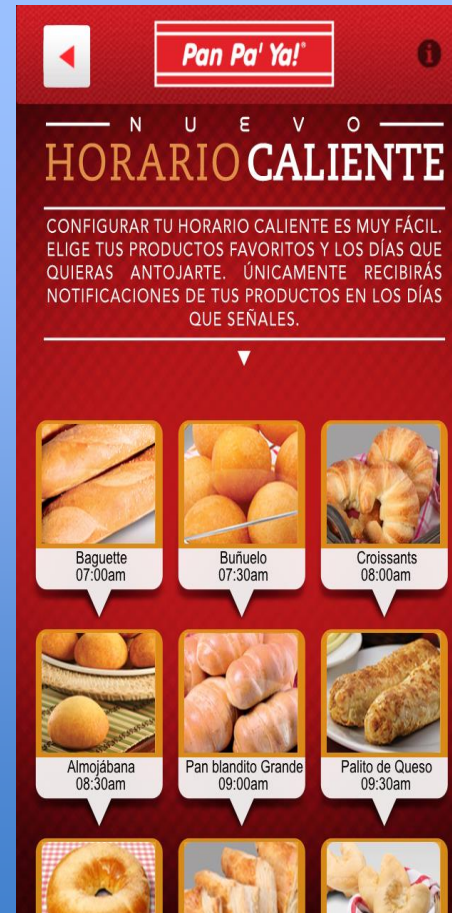 Pan Pa' Ya!®
i
NUEVO
HORARIO CALIENTE
CONFIGURAR TU HORARIO CALIENTE ES MUY FÁCIL.
ELIGE TUS PRODUCTOS FAVORITOS Y LOS DÍAS QUE
QUIERAS ANTOJARTE. ÚNICAMENTE RECIBIRÁS
NOTIFICACIONES DE TUS PRODUCTOS EN LOS DÍAS
QUE SEÑALES.
Baguette
07:00am
Buñuelo
07:30am
Croissants
08:00am
Almojábana
08:30am
Pan blandito Grande
09:00am
Palito de Queso
09:30am